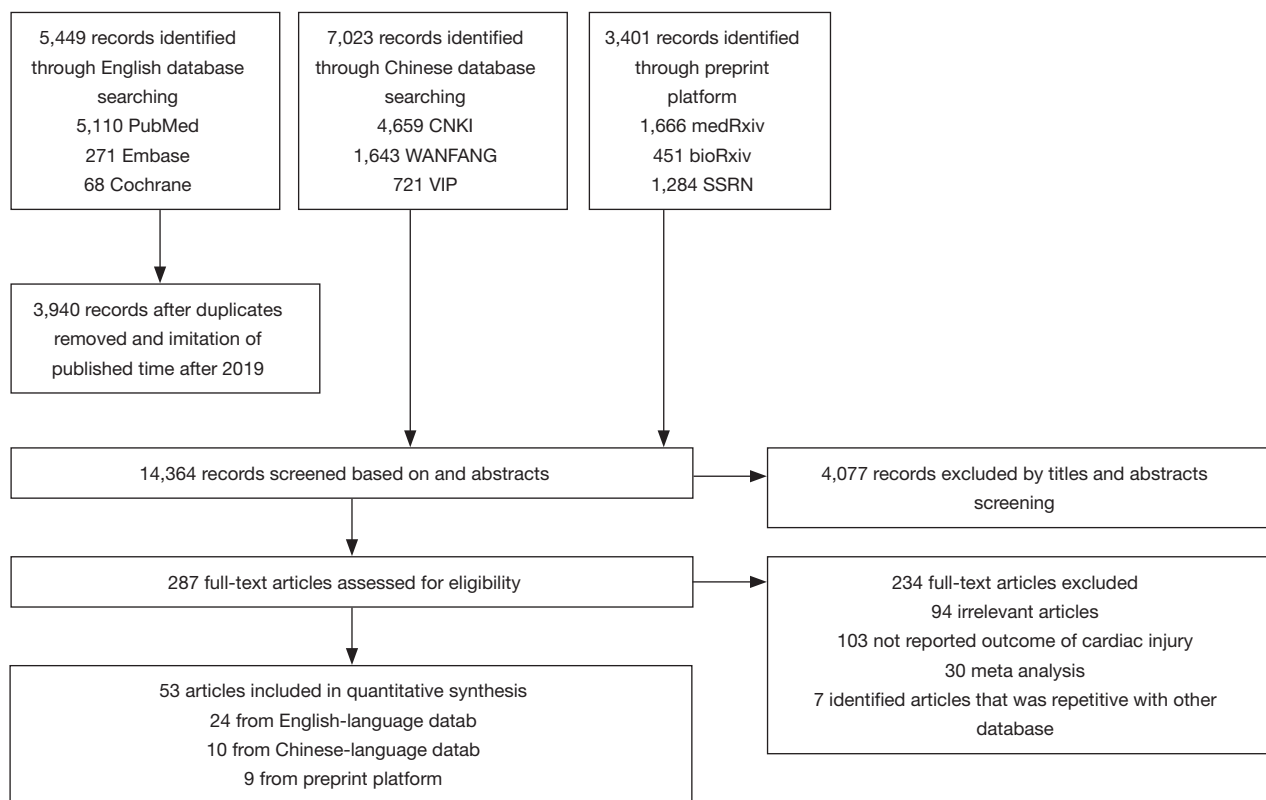 5,449 records identified
through English database
searching
5,110 PubMed
271 Embase
68 Cochrane
7,023 records identified
through Chinese database
searching
4,659 CNKI
1,643 WANFANG
721 VIP
3,401 records identified
through preprint
platform
1,666 medRxiv
451 bioRxiv
1,284 SSRN
3,940 records after duplicates
removed and imitation of
published time after 2019
14,364 records screened based on and abstracts
4,077 records excluded by titles and abstracts
screening
287 full-text articles assessed for eligibility
234 full-text articles excluded
94 irrelevant articles
103 not reported outcome of cardiac injury
30 meta analysis
7 identified articles that was repetitive with other
database
53 articles included in quantitative synthesis
24 from English-language datab
10 from Chinese-language datab
9 from preprint platform